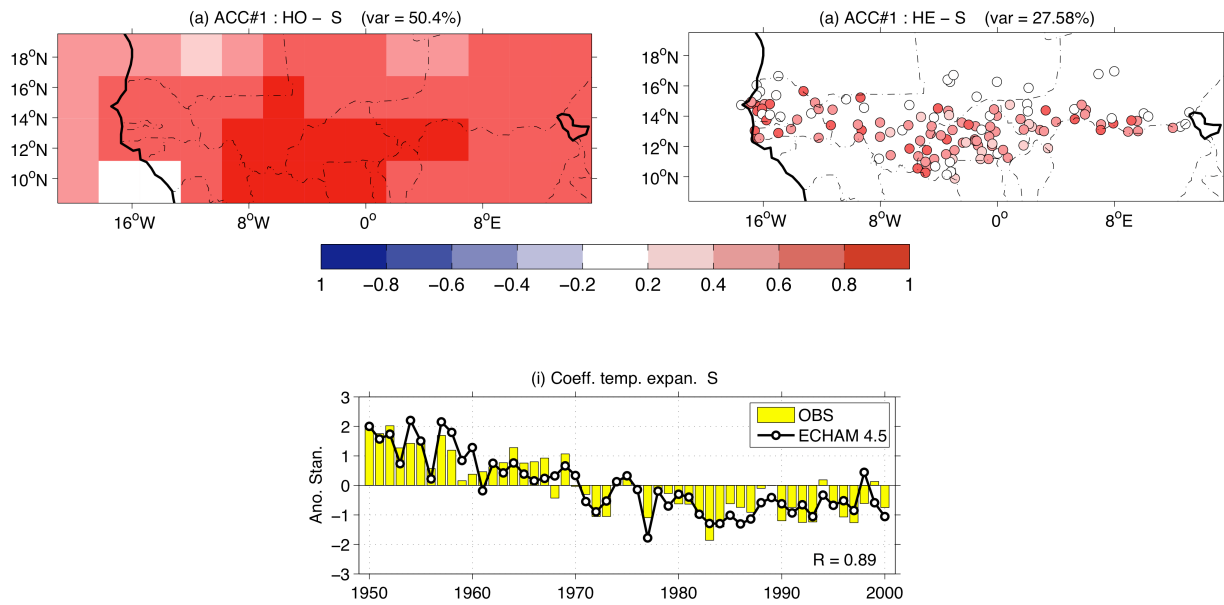 (a) ACC#1 : HO − S (var = 50.4%)
(a) ACC#1 : HE − S (var = 27.58%)
18°N
16°N
14°N
12°N
10°N
16°W 8°W 0° 8°E
18°N
16°N
14°N
12°N
10°N
16°W 8°W 0° 8°E
1 −0.8 −0.6 −0.4 −0.2 0.2 0.4 0.6 0.8 1
(i) Coeff. temp. expan. S
Ano. Stan.
3
2
1
0
−1
−2
−3
OBS
ECHAM 4.5
R = 0.89
1950 1960 1970 1980 1990 2000